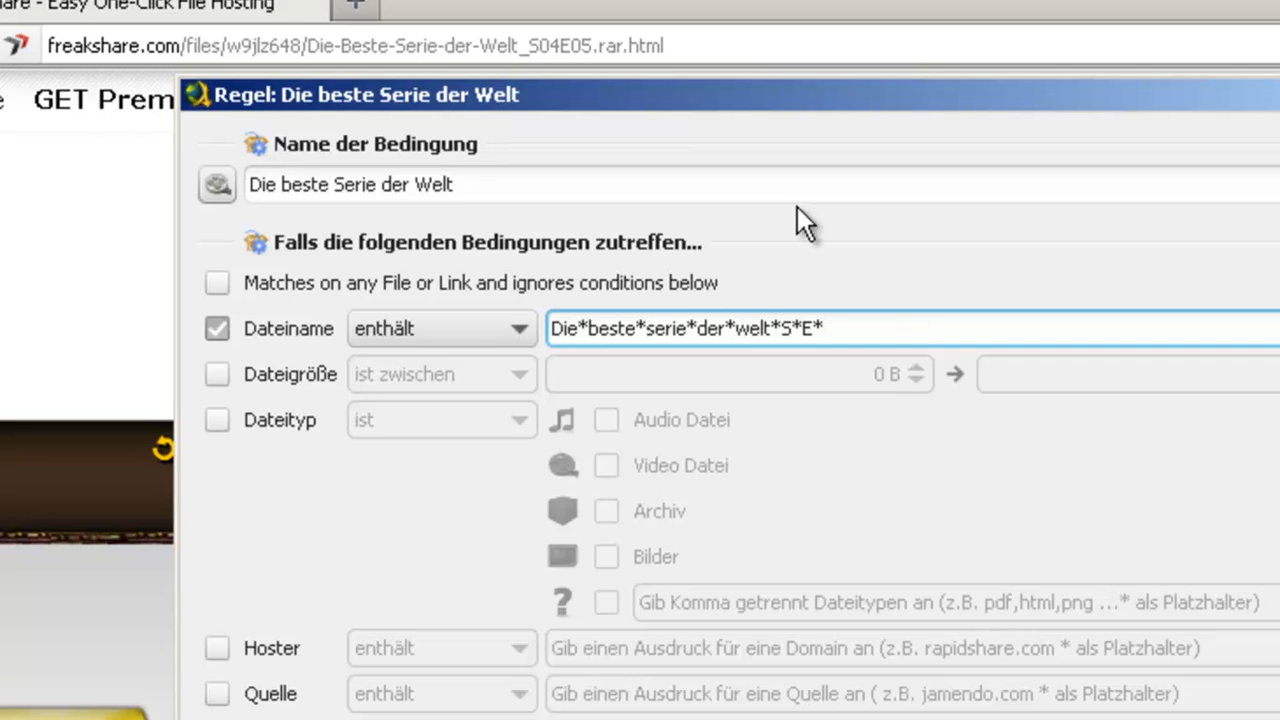 are - Easy One-Click File Hosting
freakshare.com/files/w9jlz648/Die-Beste-Serie-der-Welt_S04E05.rar.html
e GET Prem
Regel: Die beste Serie der Welt
Name der Bedingung
Die beste Serie der Welt
Falls die folgenden Bedingungen zutreffen...
Matches on any File or Link and ignores conditions below
Dateiname enthält Die*beste*serie*der*welt*S*E*
Dateigröße ist zwischen 0 B
Dateityp ist Audio Datei
Video Datei
Archiv
Bilder
Gib Komma getrennt Dateitypen an (z.B. pdf,html,png ...* als Platzhalter)
Hoster enthält Gib einen Ausdruck für eine Domain an (z.B. rapidshare.com * als Platzhalter)
Quelle enthält Gib einen Ausdruck für eine Quelle an ( z.B. jamendo.com * als Platzhalter)